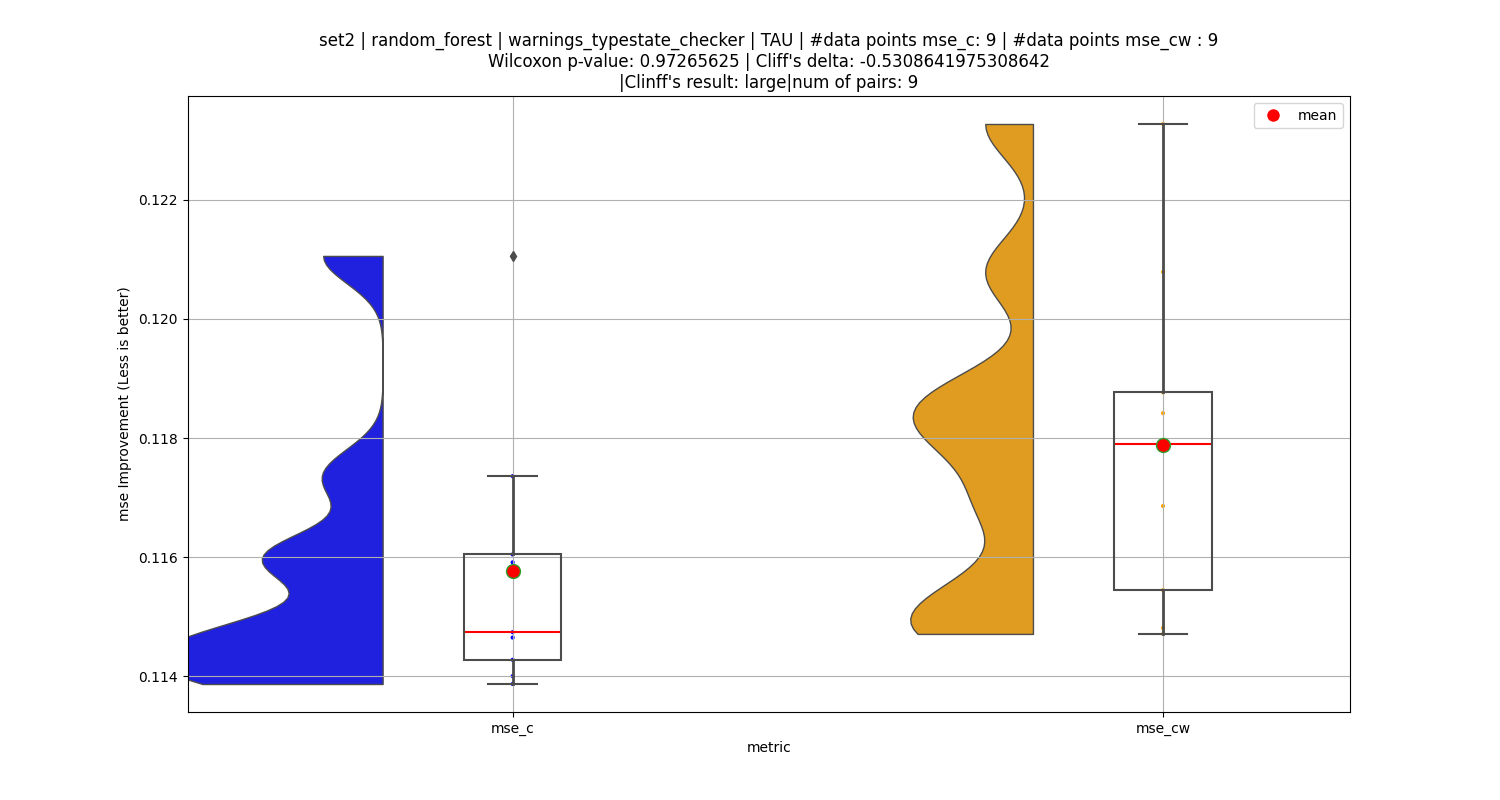 set2 | random_forest | warnings_typestate_checker | TAU | #data points mse_c: 9 | #data points mse_cw : 9
Wilcoxon p-value: 0.97265625 | Cliff's delta: -0.5308641975308642
|Clinff's result: large|num of pairs: 9
mean
mse Improvement (Less is better)
0.122
0.120
0.118
0.116
0.114
mse_c
mse_cw
metric